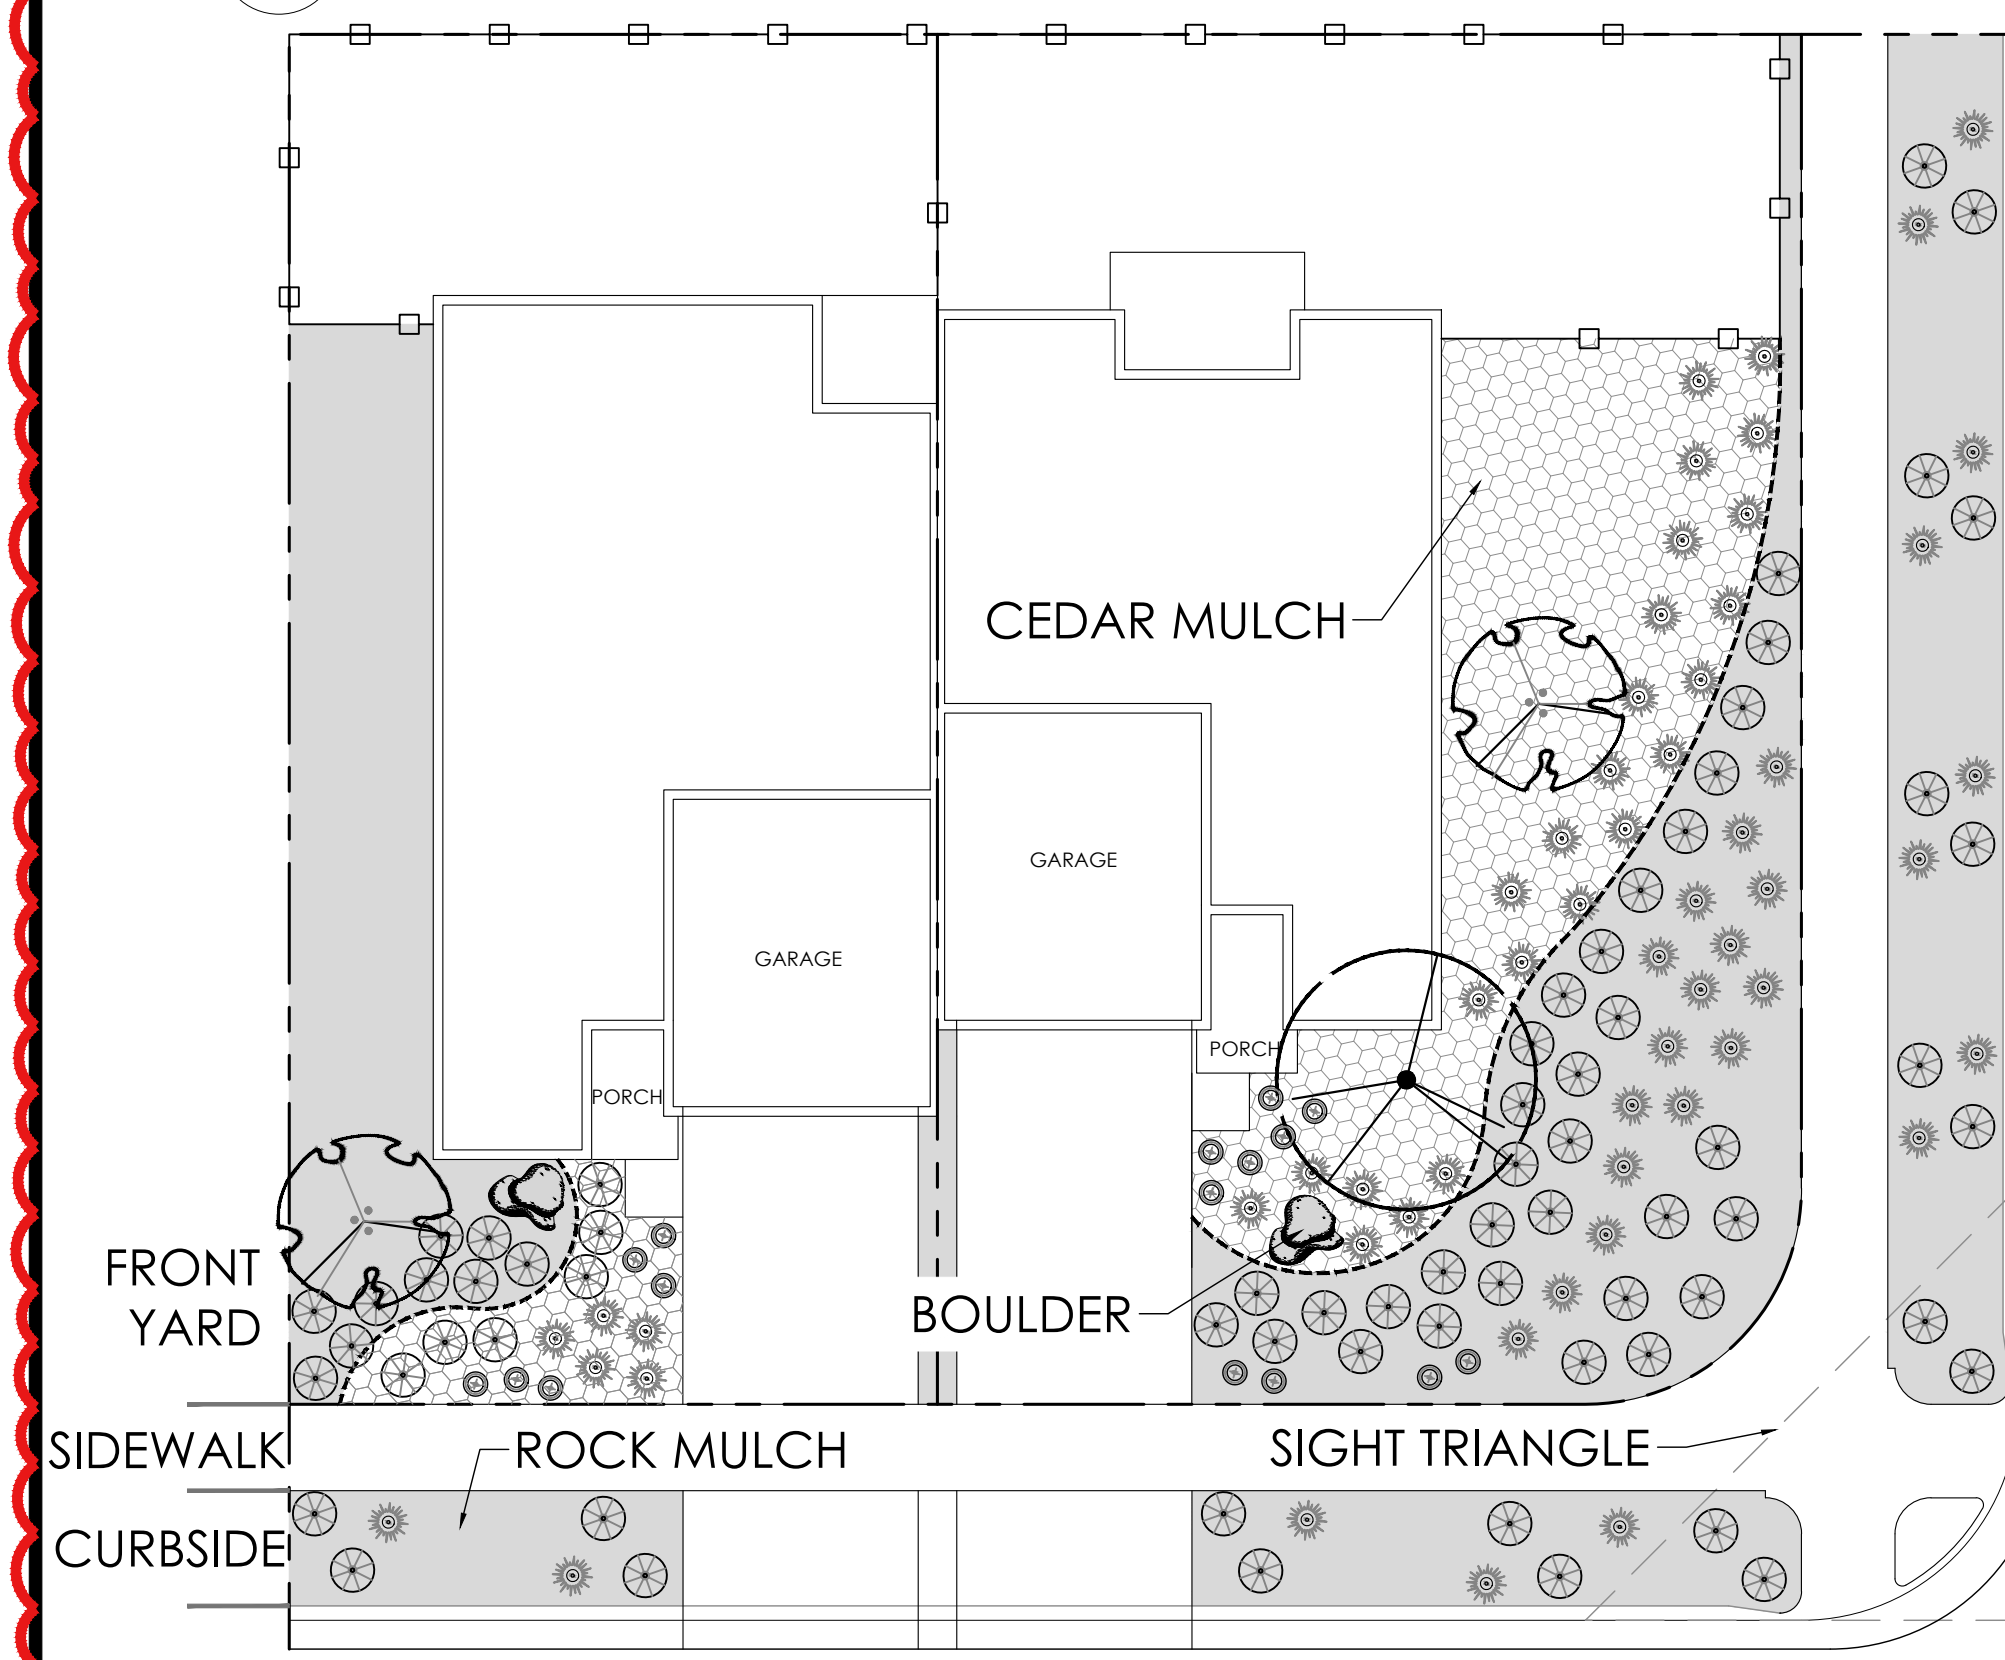 CEDAR MULCH
GARAGE
GARAGE
PORCH
PORCH
FRONT
YARD
BOULDER
SIDEWALK
ROCK MULCH
SIGHT TRIANGLE
CURBSIDE